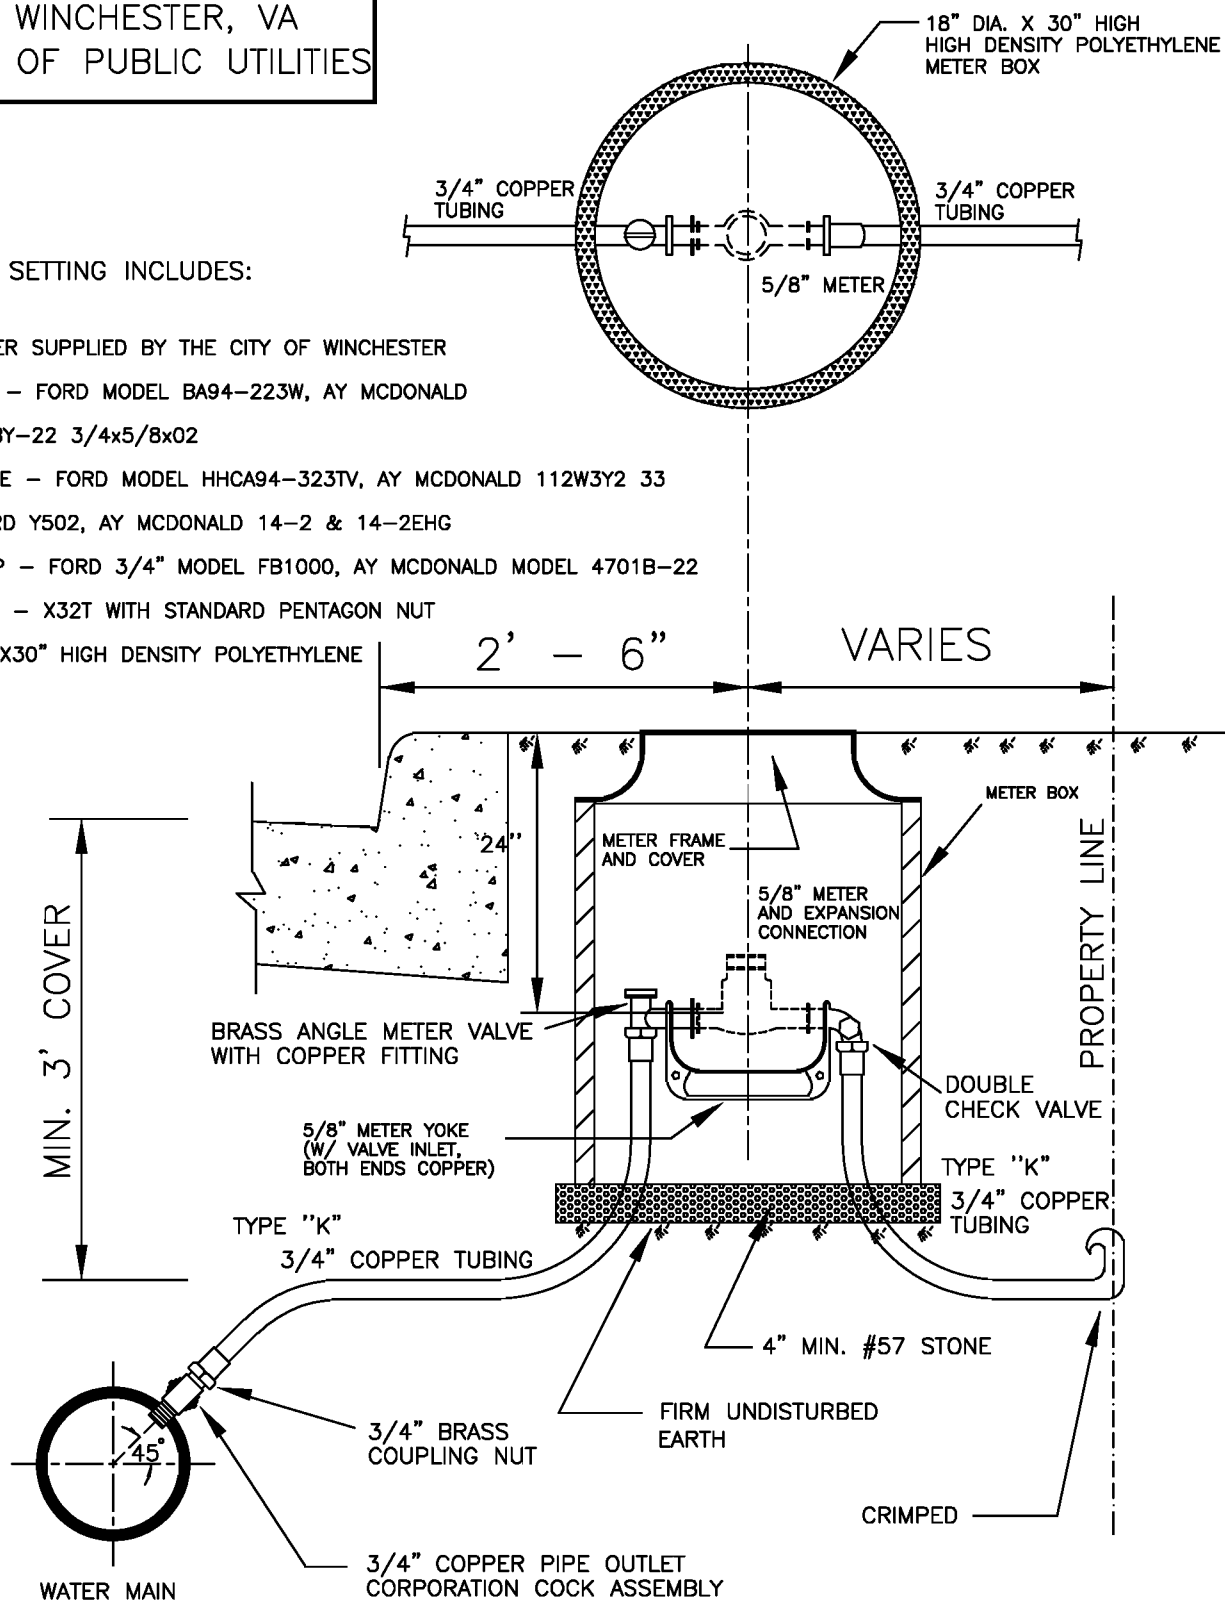 WINCHESTER, VA
OF PUBLIC UTILITIES
18" DIA. X 30" HIGH
HIGH DENSITY POLYETHYLENE
METER BOX
3/4" COPPER
TUBING
3/4" COPPER
TUBING
5/8" METER
SETTING INCLUDES:
ER SUPPLIED BY THE CITY OF WINCHESTER
– FORD MODEL BA94–223W, AY MCDONALD
BY–22 3/4x5/8x02
E – FORD MODEL HHCA94–323TV, AY MCDONALD 112W3Y2 33
RD Y502, AY MCDONALD 14–2 & 14–2EHG
P – FORD 3/4" MODEL FB1000, AY MCDONALD MODEL 4701B–22
– X32T WITH STANDARD PENTAGON NUT
X30" HIGH DENSITY POLYETHYLENE
2' – 6"
VARIES
METER BOX
24''
METER FRAME
AND COVER
5/8" METER
AND EXPANSION
CONNECTION
PROPERTY LINE
MIN. 3' COVER
BRASS ANGLE METER VALVE
WITH COPPER FITTING
DOUBLE
CHECK VALVE
5/8" METER YOKE
(W/ VALVE INLET,
BOTH ENDS COPPER)
TYPE ''K"
3/4" COPPER
TUBING
TYPE ''K"
3/4" COPPER TUBING
4" MIN. #57 STONE
FIRM UNDISTURBED
EARTH
3/4" BRASS
COUPLING NUT
45°
CRIMPED
3/4" COPPER PIPE OUTLET
CORPORATION COCK ASSEMBLY
WATER MAIN